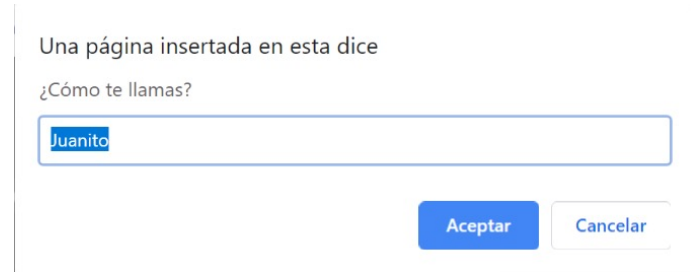 Una página insertada en esta dice
¿Cómo te llamas?
Juanito
Aceptar Cancelar